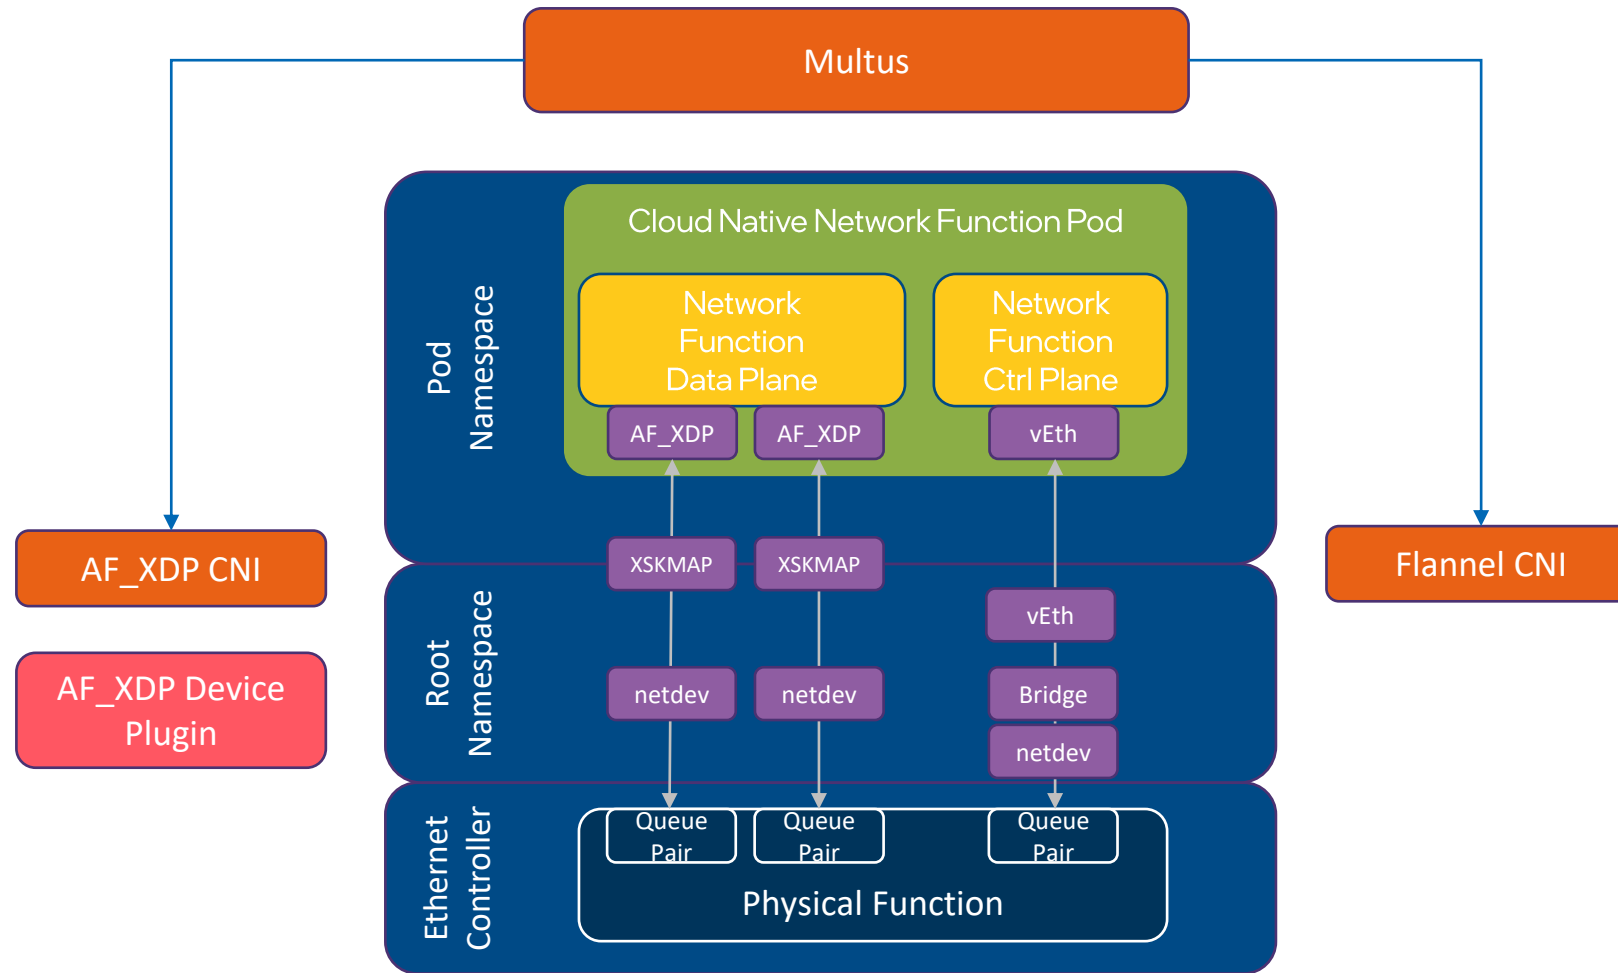 Multus
Cloud Native Network Function Pod
Pod
Namespace
Network
Function
Data Plane
Network
Function
Ctrl Plane
AF_XDP
AF_XDP
vEth
AF_XDP CNI
XSKMAP
XSKMAP
Flannel CNI
Root
Namespace
vEth
AF_XDP Device
Plugin
netdev
netdev
Bridge
netdev
Ethernet
Controller
Queue
Pair
Queue
Pair
Queue
Pair
Physical Function